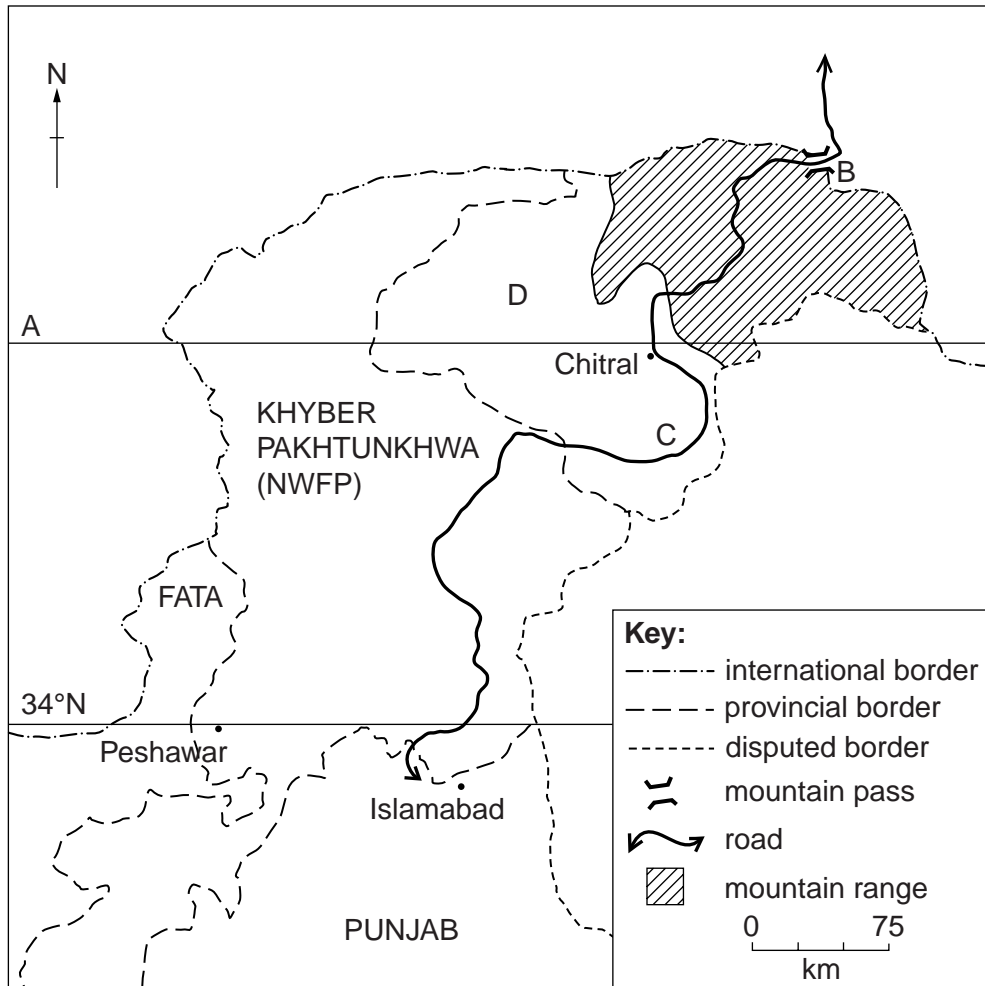 N
B
D
A
Chitral
KHYBER
PAKHTUNKHWA
(NWFP)
C
FATA
34°N
Peshawar
Islamabad
PUNJAB
Key:
international border
provincial border
disputed border
mountain pass
road
mountain range
0 75
km